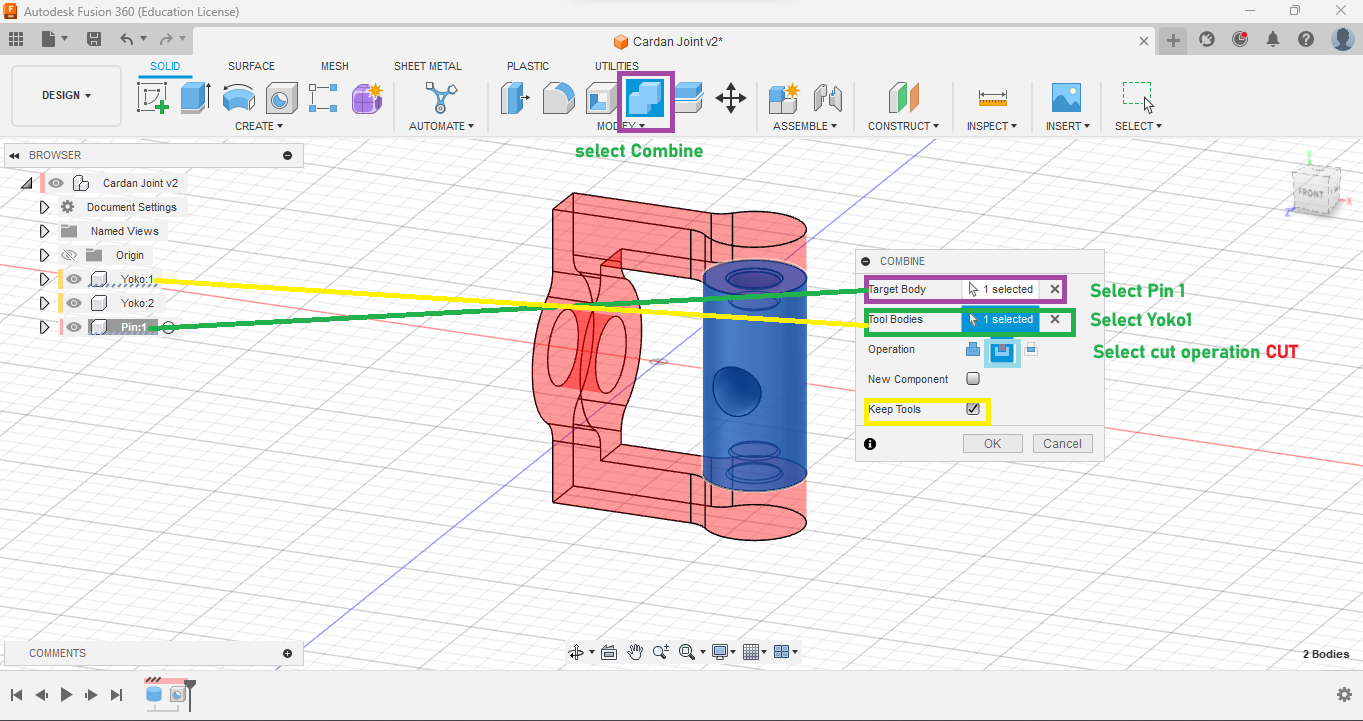 Autodesk Fusion 360 (Education License)
Cardan Joint v2*
DESIGN
SOLID
SURFACE
MESH
SHEET METAL
PLASTIC
UTILITIES
CREATE
AUTOMATE
MODIFY
ASSEMBLE
CONSTRUCT
INSPECT
INSERT
SELECT
select Combine
BROWSER
Cardan Joint v2
Document Settings
Named Views
Origin
Yoko:1
Yoko:2
Pin:1
FRONT
Y
X
Z
COMBINE
Target Body 1 selected
Select Pin 1
Tool Bodies 1 selected
Select Yoko1
Operation
Select cut operation CUT
New Component
Keep Tools
OK Cancel
COMMENTS
2 Bodies